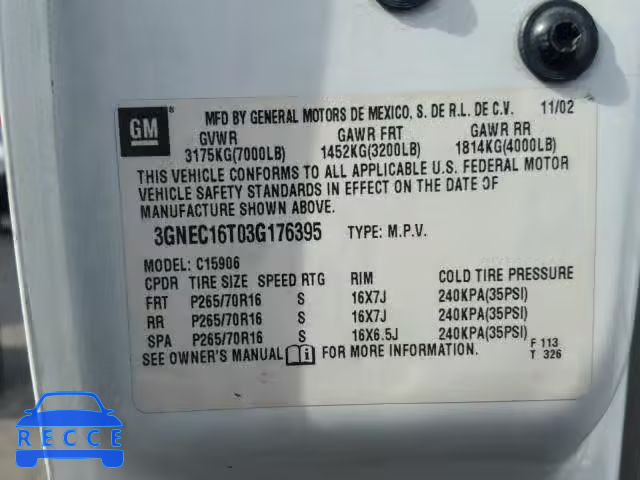 GM ®
MFD BY GENERAL MOTORS DE MEXICO, S. DE R.L. DE C.V. 11/02
GVWR GAWR FRT GAWR RR
3175KG(7000LB) 1452KG(3200LB) 1814KG(4000LB)
THIS VEHICLE CONFORMS TO ALL APPLICABLE U.S. FEDERAL MOTOR
VEHICLE SAFETY STANDARDS IN EFFECT ON THE DATE OF
MANUFACTURE SHOWN ABOVE.
3GNEC16T03G176395 TYPE: M.P.V.
MODEL: C15906
CPDR TIRE SIZE SPEED RTG RIM COLD TIRE PRESSURE
FRT P265/70R16 S 16X7J 240KPA(35PSI)
RR P265/70R16 S 16X7J 240KPA(35PSI)
SPA P265/70R16 S 16X6.5J 240KPA(35PSI)
SEE OWNER'S MANUAL FOR MORE INFORMATION.
F 113
T 326
RECCE